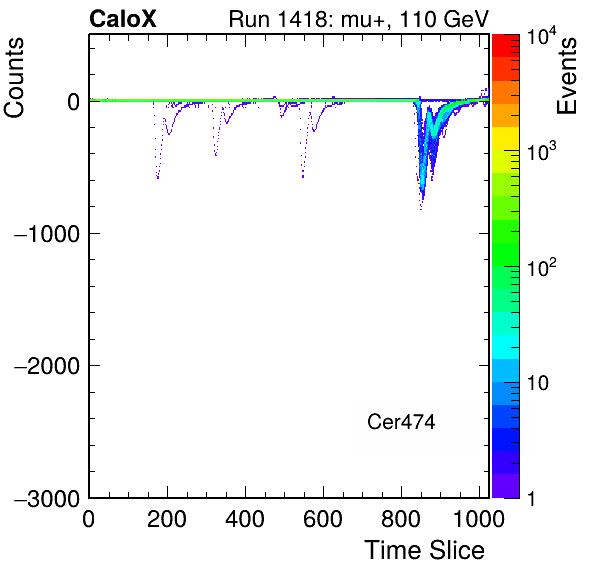 CaloX Run 1418: mu+, 110 GeV
Counts
Events
0
−1000
−2000
−3000
0 200 400 600 800 1000
Time Slice
Cer474
10⁴
10³
10²
10
1